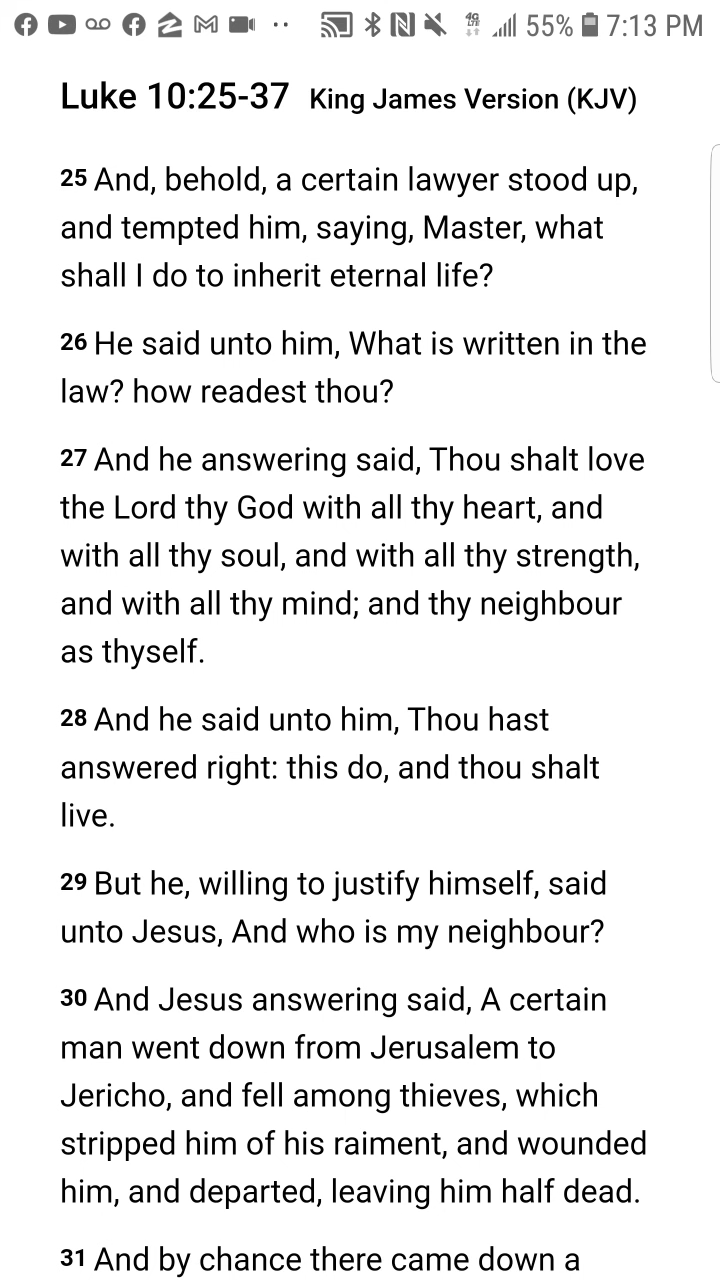 55% 7:13 PM
Luke 10:25-37 King James Version (KJV)
25 And, behold, a certain lawyer stood up,
and tempted him, saying, Master, what
shall I do to inherit eternal life?
26 He said unto him, What is written in the
law? how readest thou?
27 And he answering said, Thou shalt love
the Lord thy God with all thy heart, and
with all thy soul, and with all thy strength,
and with all thy mind; and thy neighbour
as thyself.
28 And he said unto him, Thou hast
answered right: this do, and thou shalt
live.
29 But he, willing to justify himself, said
unto Jesus, And who is my neighbour?
30 And Jesus answering said, A certain
man went down from Jerusalem to
Jericho, and fell among thieves, which
stripped him of his raiment, and wounded
him, and departed, leaving him half dead.
31 And by chance there came down a